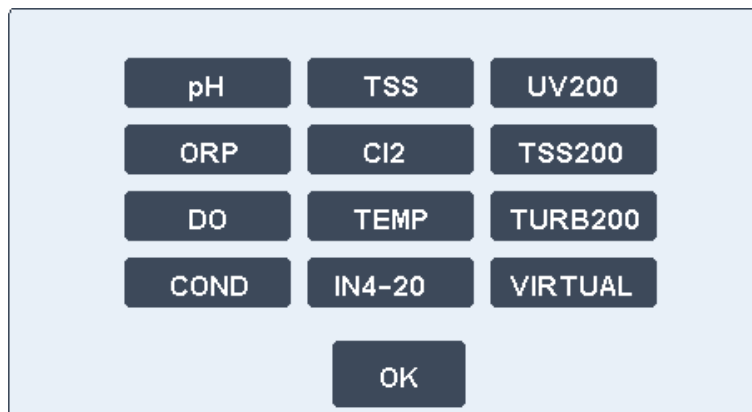 pH TSS UV200
ORP Cl2 TSS200
DO TEMP TURB200
COND IN4-20 VIRTUAL
OK